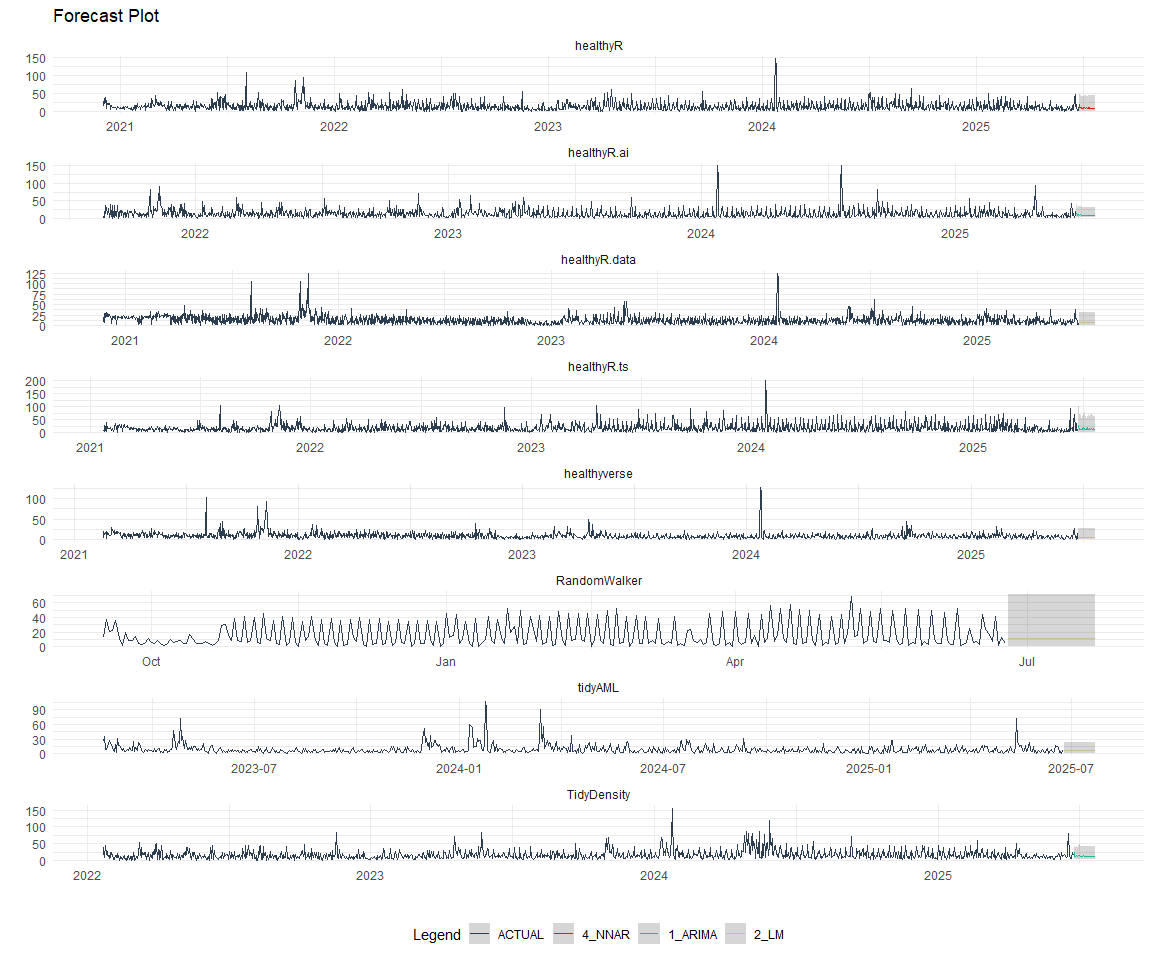 Forecast Plot
healthyR
150
100
50
0
2021 2022 2023 2024 2025
healthyR.ai
150
100
50
0
2022 2023 2024 2025
healthyR.data
125
100
75
50
25
0
2021 2022 2023 2024 2025
healthyR.ts
200
150
100
50
0
2021 2022 2023 2024 2025
healthyverse
100
50
0
2021 2022 2023 2024 2025
RandomWalker
60
40
20
0
Oct Jan Apr Jul
tidyAML
90
60
30
0
2023-07 2024-01 2024-07 2025-01 2025-07
TidyDensity
150
100
50
0
2022 2023 2024 2025
Legend ACTUAL 4_NNAR 1_ARIMA 2_LM